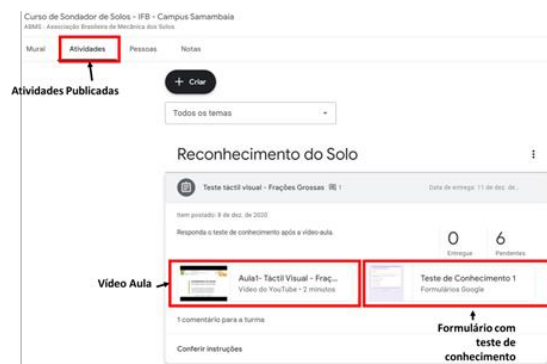 Curso de Sondador de Solos - IFB - Campus Samambaia
ABMS - Associação Brasileira de Mecânica dos Solos
Mural Atividades Pessoas Notas
Atividades Publicadas
+ Criar
Todos os temas
Reconhecimento do Solo
Teste táctil visual - Frações Grossas 1
Data de entrega: 11 de dez. de...
Item postado: 9 de dez. de 2020
Responda o teste de conhecimento após a vídeo-aula.
0 6
Entregue Pendentes
Vídeo Aula
Aula1- Táctil Visual - Fraç...
Vídeo do YouTube • 2 minutos
Teste de Conhecimento 1
Formulários Google
1 comentário para a turma
Formulário com
teste de
conhecimento
Conferir instruções